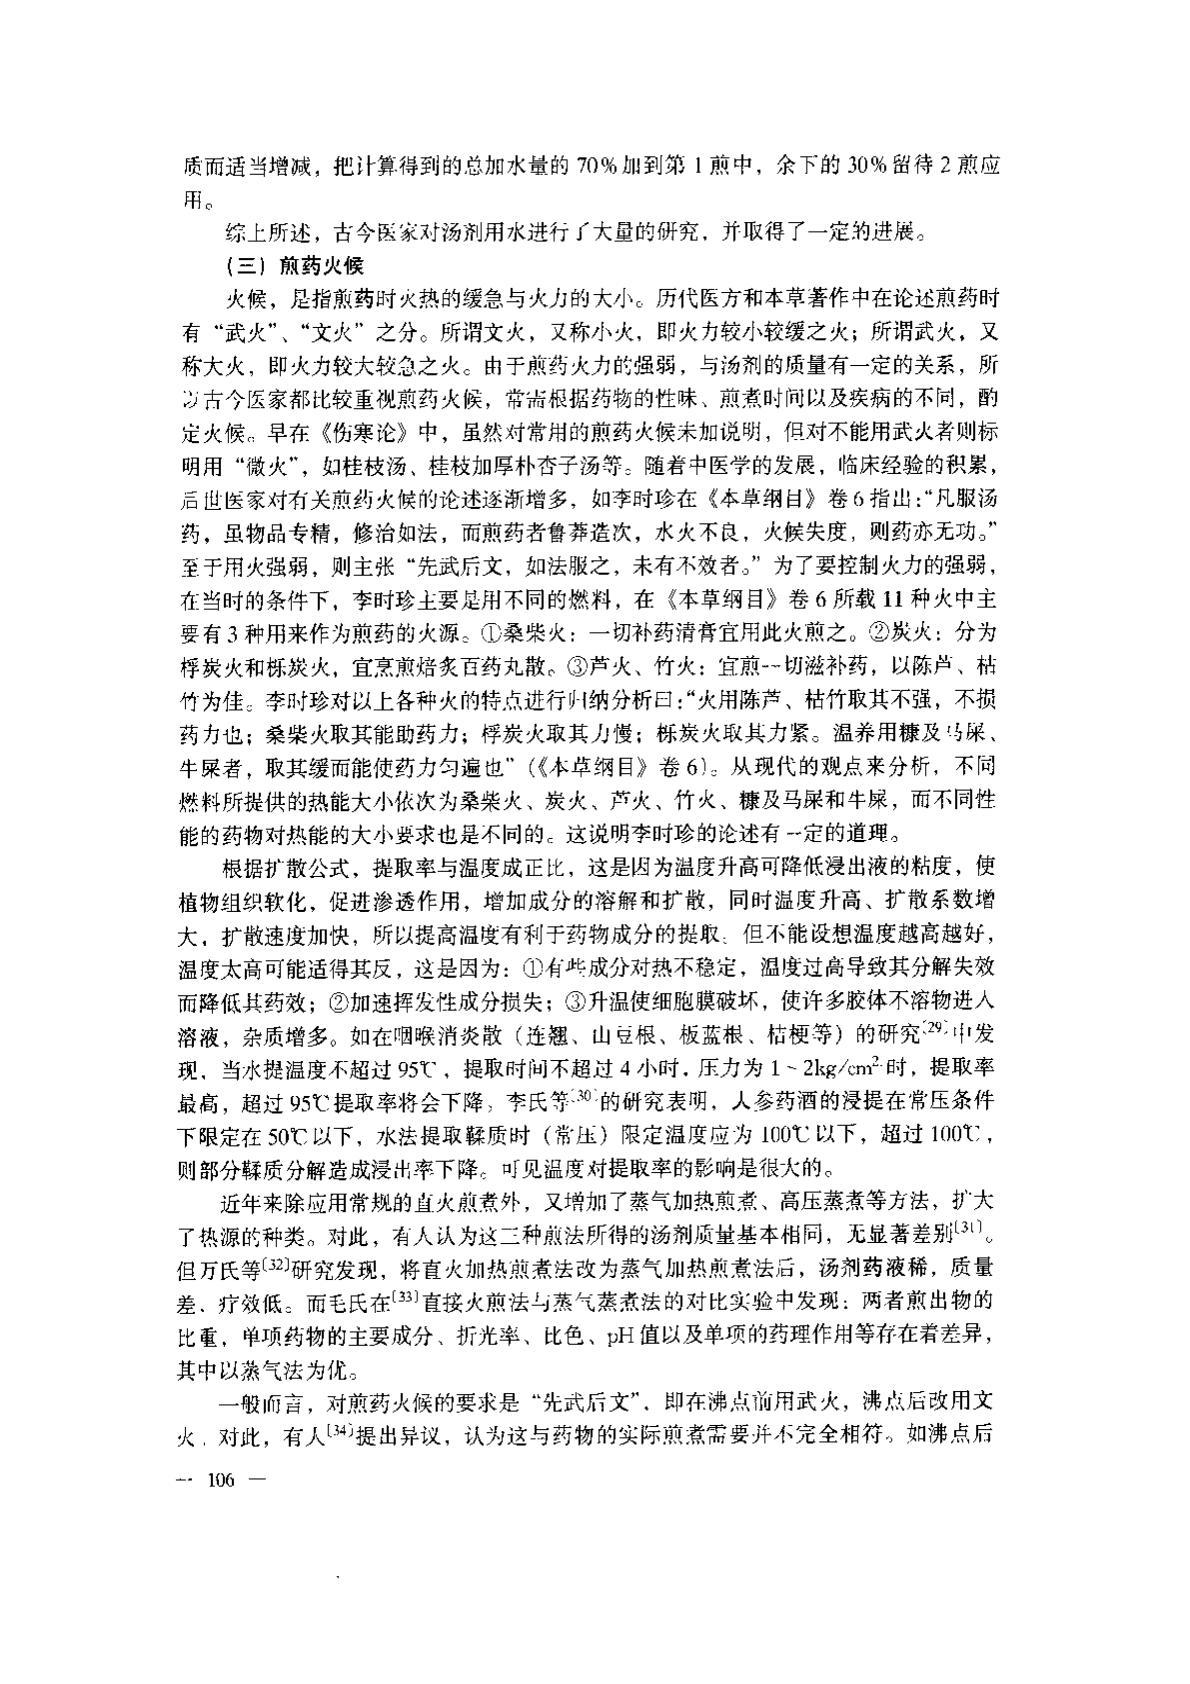 质而适当增减，把计算得到的总加水量的 70% 加到第 1 煎中，余下的 30% 留待 2 煎应
用。
综上所述，古今医家对汤剂用水进行了大量的研究，并取得了一定的进展。
（三）煎药火候
火候，是指煎药时火热的缓急与火力的大小。历代医方和本草著作中在论述煎药时
有“武火”、“文火”之分。所谓文火，又称小火，即火力较小较缓之火；所谓武火，又
称大火，即火力较大较急之火。由于煎药火力的强弱，与汤剂的质量有一定的关系，所
以古今医家都比较重视煎药火候，常需根据药物的性味、煎煮时间以及疾病的不同，酌
定火候。早在《伤寒论》中，虽然对常用的煎药火候未加说明，但对不能用武火者则标
明用“微火”，如桂枝汤、桂枝加厚朴杏子汤等。随着中医学的发展，临床经验的积累，
后世医家对有关煎药火候的论述逐渐增多，如李时珍在《本草纲目》卷 6 指出：“凡服汤
药，虽物品专精，修治如法，而煎药者鲁莽造次，水火不良，火候失度，则药亦无功。”
至于用火强弱，则主张“先武后文，如法服之，未有不效者。”为了要控制火力的强弱，
在当时的条件下，李时珍主要是用不同的燃料，在《本草纲目》卷 6 所载 11 种火中主
要有 3 种用来作为煎药的火源。①桑柴火：一切补药清膏宜用此火煎之。②炭火：分为
桴炭火和栎炭火，宜烹煎焙炙百药丸散。③芦火、竹火：宜煎一切滋补药，以陈芦、枯
竹为佳。李时珍对以上各种火的特点进行归纳分析曰：“火用陈芦、枯竹取其不强，不损
药力也；桑柴火取其能助药力；桴炭火取其力慢；栎炭火取其力紧。温养用糠及马屎、
牛屎者，取其缓而能使药力匀遍也”（《本草纲目》卷 6）。从现代的观点来分析，不同
燃料所提供的热能大小依次为桑柴火、炭火、芦火、竹火、糠及马屎和牛屎，而不同性
能的药物对热能的大小要求也是不同的。这说明李时珍的论述有一定的道理。
根据扩散公式，提取率与温度成正比，这是因为温度升高可降低浸出液的粘度，使
植物组织软化，促进渗透作用，增加成分的溶解和扩散，同时温度升高、扩散系数增
大，扩散速度加快，所以提高温度有利于药物成分的提取。但不能设想温度越高越好，
温度太高可能适得其反，这是因为：①有些成分对热不稳定，温度过高导致其分解失效
而降低其药效；②加速挥发性成分损失；③升温使细胞膜破坏，使许多胶体不溶物进入
溶液，杂质增多。如在咽喉消炎散（连翘、山豆根、板蓝根、桔梗等）的研究〔29〕中发
现，当水提温度不超过 95℃，提取时间不超过 4 小时，压力为 1～2kg/cm²时，提取率
最高，超过 95℃提取率将会下降，李氏等〔30〕的研究表明，人参药酒的浸提在常压条件
下限定在 50℃以下，水法提取鞣质时（常压）限定温度应为 100℃以下，超过 100℃，
则部分鞣质分解造成浸出率下降。可见温度对提取率的影响是很大的。
近年来除应用常规的直火煎煮外，又增加了蒸气加热煎煮、高压蒸煮等方法，扩大
了热源的种类。对此，有人认为这三种煎法所得的汤剂质量基本相同，无显著差别〔31〕。
但万氏等〔32〕研究发现，将直火加热煎煮法改为蒸气加热煎煮法后，汤剂药液稀，质量
差，疗效低。而毛氏在〔33〕直接火煎法与蒸气蒸煮法的对比实验中发现：两者煎出物的
比重，单项药物的主要成分、折光率、比色、pH 值以及单项的药理作用等存在着差异，
其中以蒸气法为优。
一般而言，对煎药火候的要求是“先武后文”，即在沸点前用武火，沸点后改用文
火，对此，有人〔34〕提出异议，认为这与药物的实际煎煮需要并不完全相符。如沸点后
— 106 —